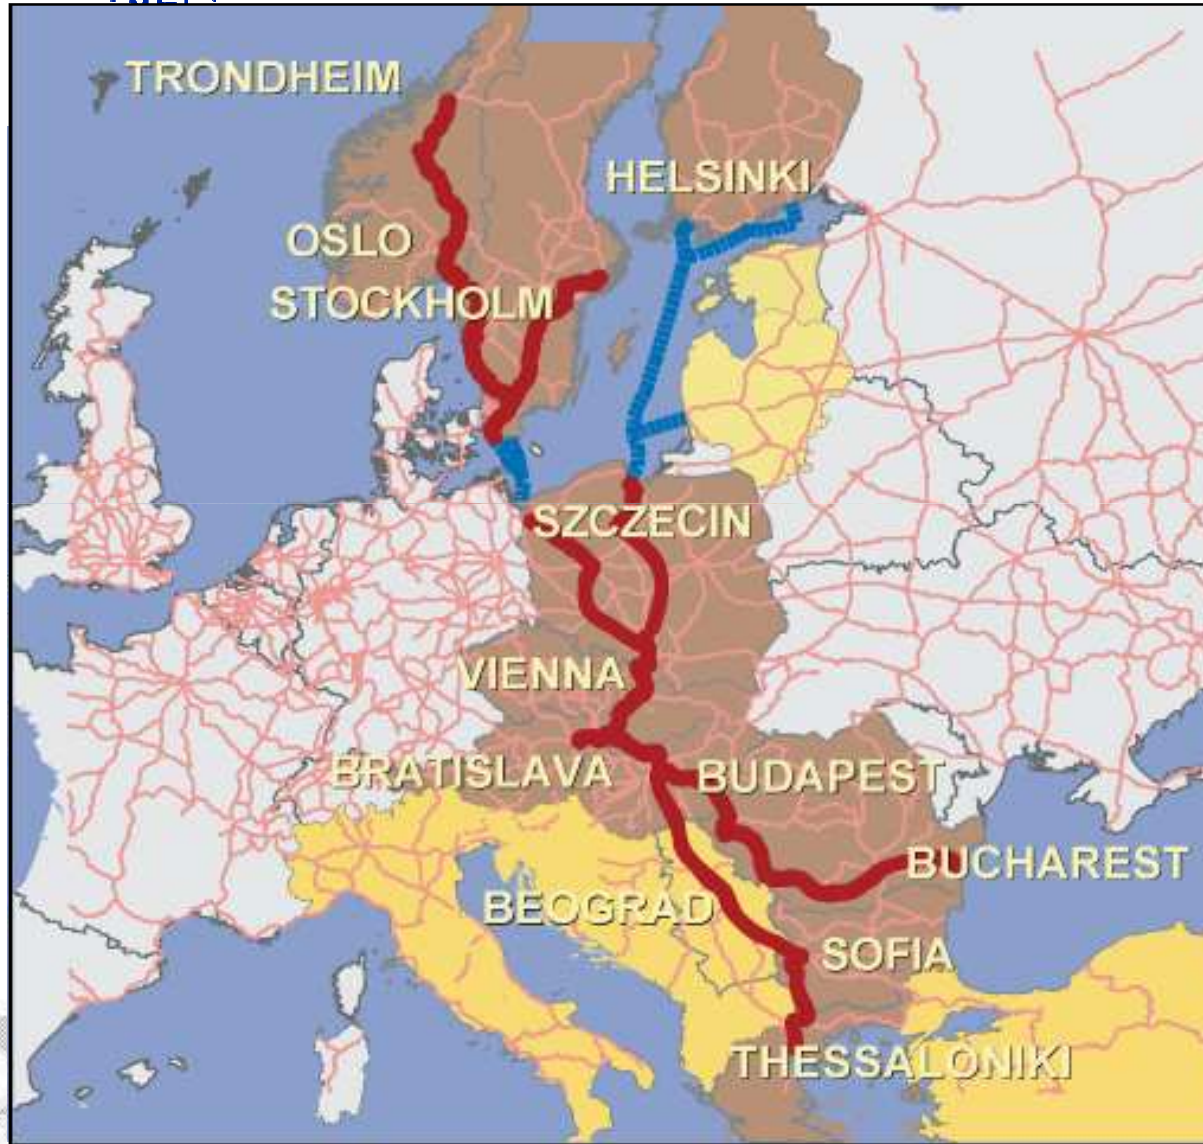 TRONDHEIM
HELSINKI
OSLO
STOCKHOLM
SZCZECIN
VIENNA
BRATISLAVA
BUDAPEST
BUCHAREST
BEOGRAD
SOFIA
THESSALONIKI